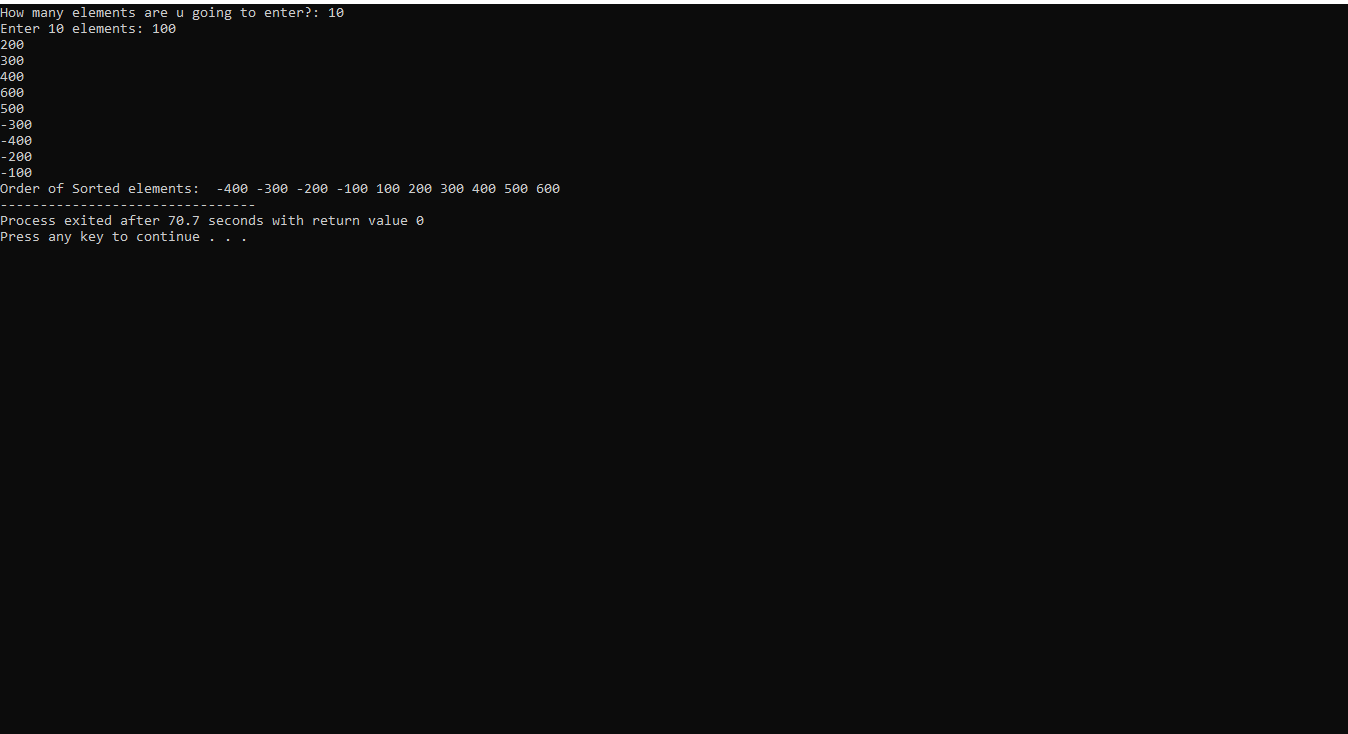 How many elements are u going to enter?: 10
Enter 10 elements: 100
200
300
400
600
500
-300
-400
-200
-100
Order of Sorted elements:  -400 -300 -200 -100 100 200 300 400 500 600
--------------------------------
Process exited after 70.7 seconds with return value 0
Press any key to continue . . .